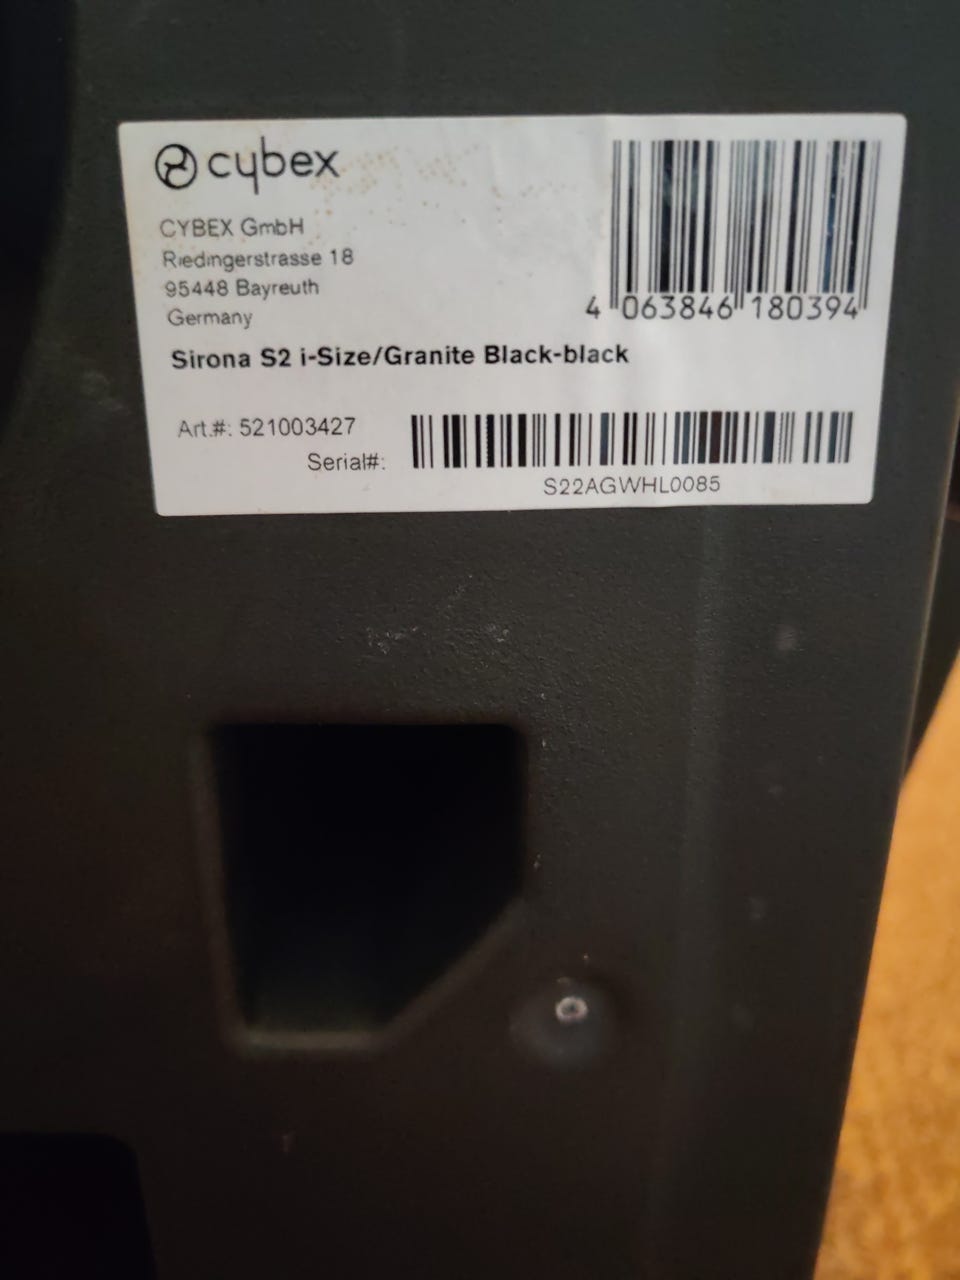 cybex
CYBEX GmbH
Riedingerstrasse 18
95448 Bayreuth
Germany
4 063846 180394
Sirona S2 i-Size/Granite Black-black
Art.#: 521003427
Serial#:
S22AGWHL0085